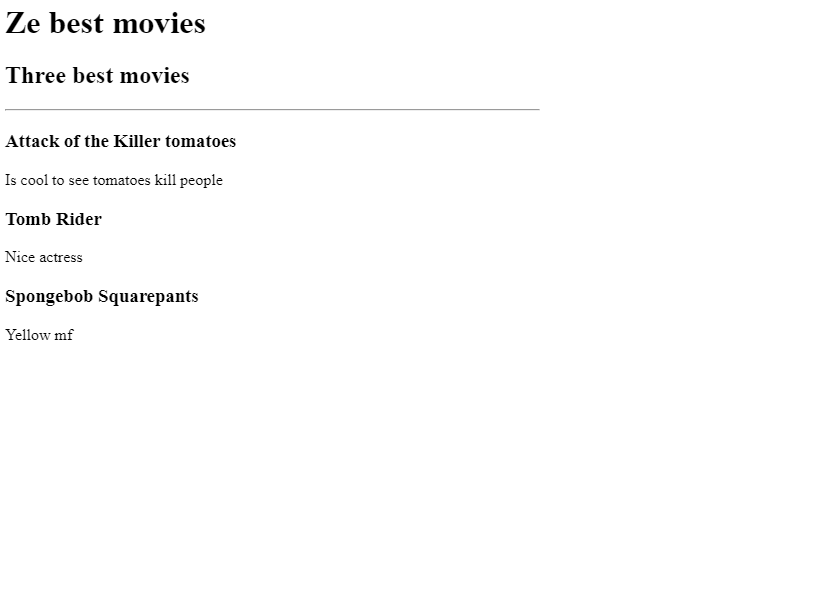 Ze best movies
Three best movies
Attack of the Killer tomatoes
Is cool to see tomatoes kill people
Tomb Rider
Nice actress
Spongebob Squarepants
Yellow mf